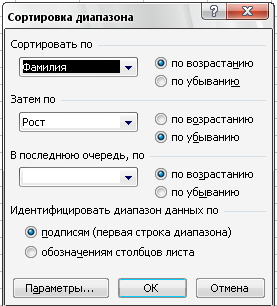 Сортировка диапазона
Сортировать по
Фамилия
по возрастанию
по убыванию
Затем по
Рост
по возрастанию
по убыванию
В последнюю очередь, по
по возрастанию
по убыванию
Идентифицировать диапазон данных по
подписям (первая строка диапазона)
обозначениям столбцов листа
Параметры... ОК Отмена